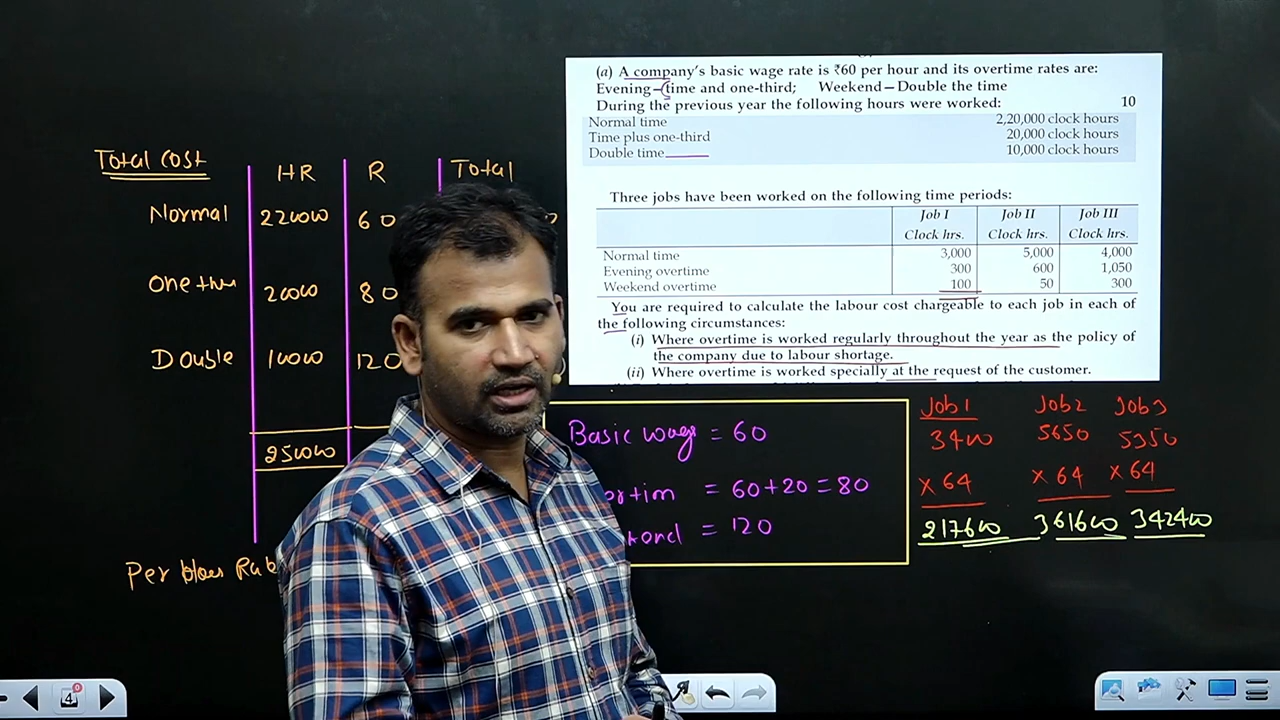 (a) A company's basic wage rate is ₹60 per hour and its overtime rates are:
Evening—time and one-third; Weekend—Double the time
During the previous year the following hours were worked: 10
Normal time 2,20,000 clock hours
Time plus one-third 20,000 clock hours
Double time 10,000 clock hours
Three jobs have been worked on the following time periods:
Job I Job II Job III
Clock hrs. Clock hrs. Clock hrs.
Normal time 3,000 5,000 4,000
Evening overtime 300 600 1,050
Weekend overtime 100 50 300
You are required to calculate the labour cost chargeable to each job in each of
the following circumstances:
(i) Where overtime is worked regularly throughout the year as the policy of
the company due to labour shortage.
(ii) Where overtime is worked specially at the request of the customer.
Total cost
HR R Total
Normal 220000 60
20000 80
Double 10000 120
250000
Per Hour
Basic wage = 60
= 60+20=80
= 120
Job1 Job2 Job3
3400 5650 5350
×64 ×64 ×64
217600 361600 342400
4
0